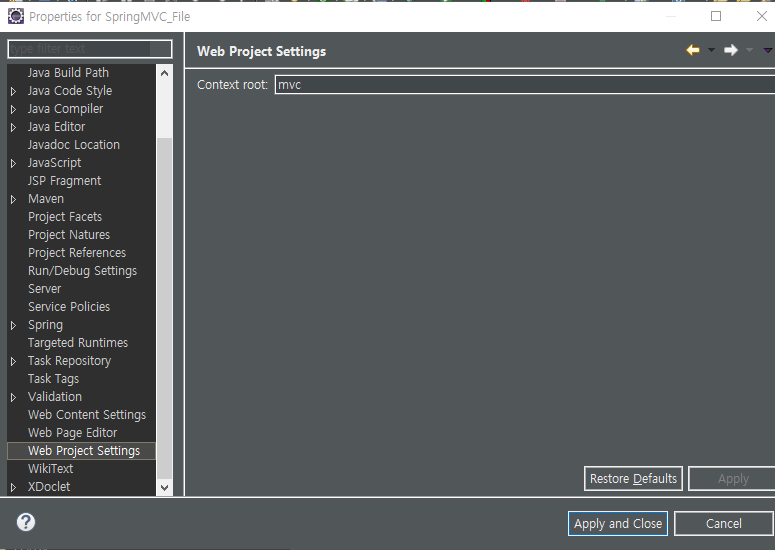 Properties for SpringMVC_File
type filter text
Web Project Settings
Context root: mvc
Java Build Path
Java Code Style
Java Compiler
Java Editor
Javadoc Location
JavaScript
JSP Fragment
Maven
Project Facets
Project Natures
Project References
Run/Debug Settings
Server
Service Policies
Spring
Targeted Runtimes
Task Repository
Task Tags
Validation
Web Content Settings
Web Page Editor
Web Project Settings
WikiText
XDoclet
Restore Defaults
Apply
?
Apply and Close
Cancel